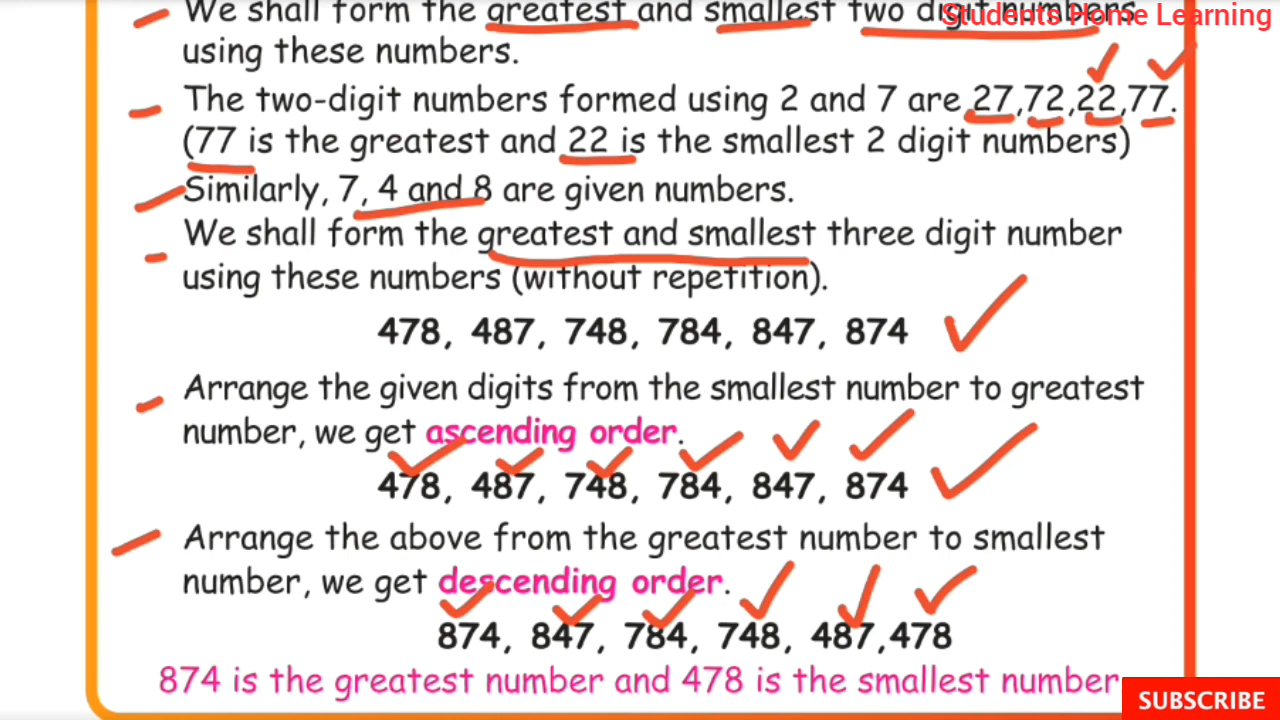 We shall form the greatest and smallest two digit numbers
Students Home Learning
using these numbers.
The two-digit numbers formed using 2 and 7 are 27,72,22,77.
(77 is the greatest and 22 is the smallest 2 digit numbers)
Similarly, 7, 4 and 8 are given numbers.
We shall form the greatest and smallest three digit number
using these numbers (without repetition).
478, 487, 748, 784, 847, 874
Arrange the given digits from the smallest number to greatest
number, we get ascending order.
478, 487, 748, 784, 847, 874
Arrange the above from the greatest number to smallest
number, we get descending order.
874, 847, 784, 748, 487,478
874 is the greatest number and 478 is the smallest number
SUBSCRIBE